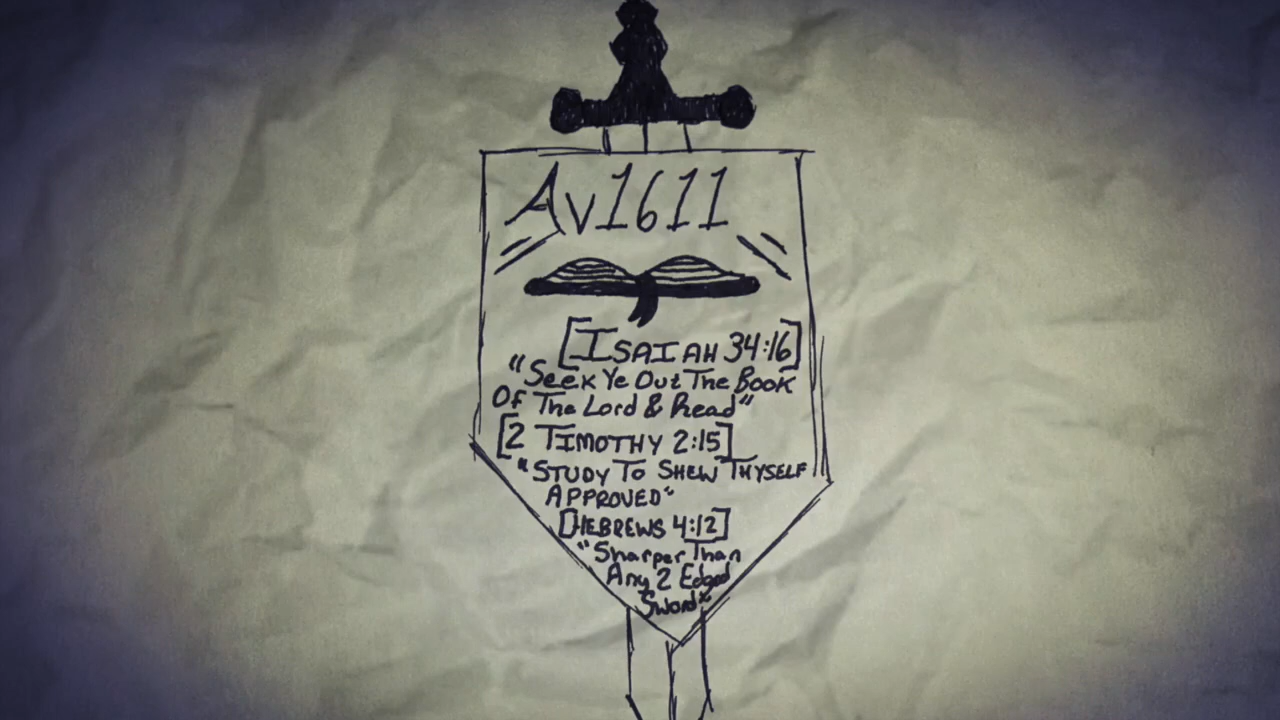 Av1611
[ISAIAH 34:16]
"Seek Ye Out The Book
Of The Lord & Read"
[2 TIMOTHY 2:15]
"STUDY TO SHEW THYSELF
APPROVED"
[HEBREWS 4:12]
"Sharper Than
Any 2 Edged
Sword"